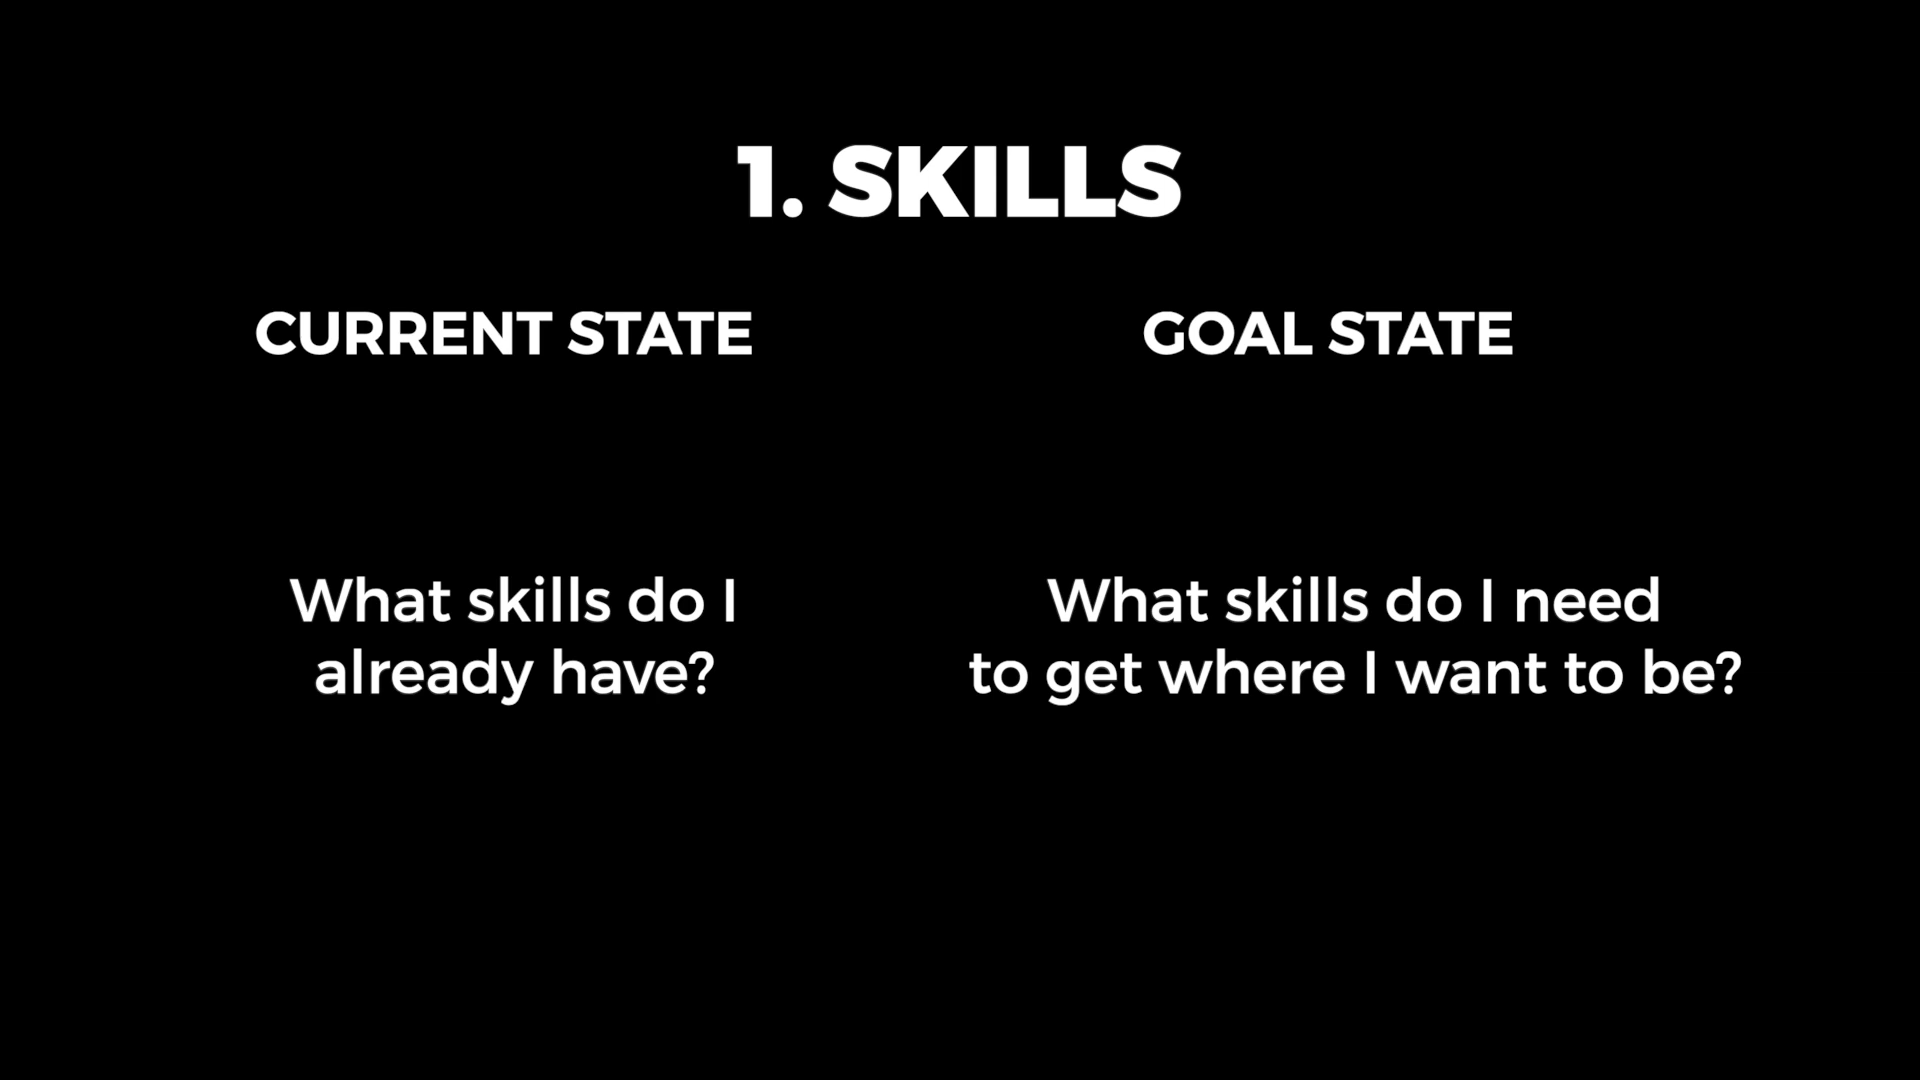 1. SKILLS
CURRENT STATE
GOAL STATE
What skills do I
already have?
What skills do I need
to get where I want to be?